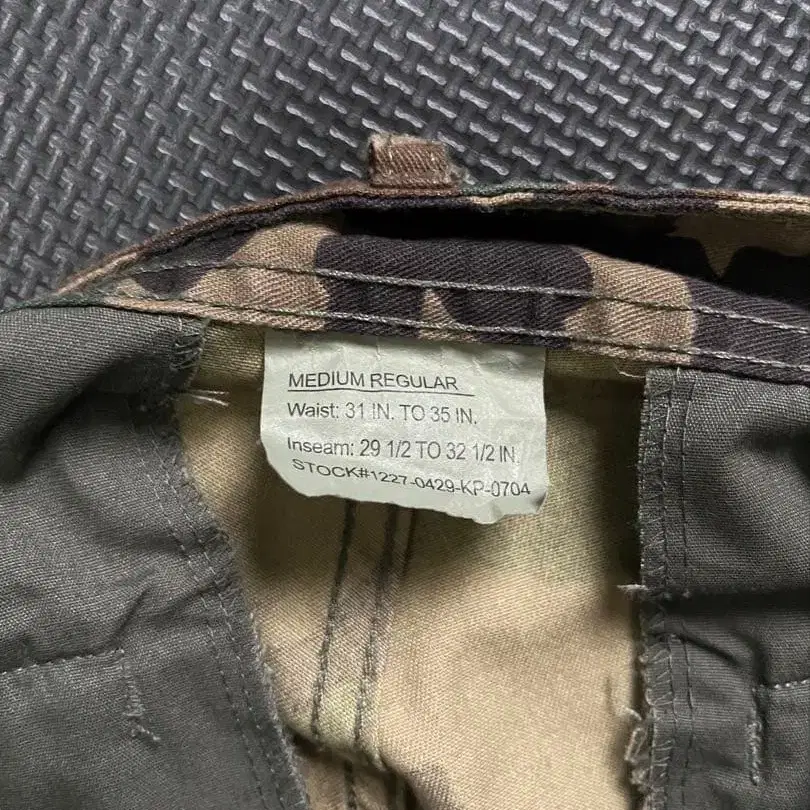 MEDIUM REGULAR
Waist: 31 IN. TO 35 IN.
Inseam: 29 1/2 TO 32 1/2 IN.
STOCK#1227-0429-KP-0704